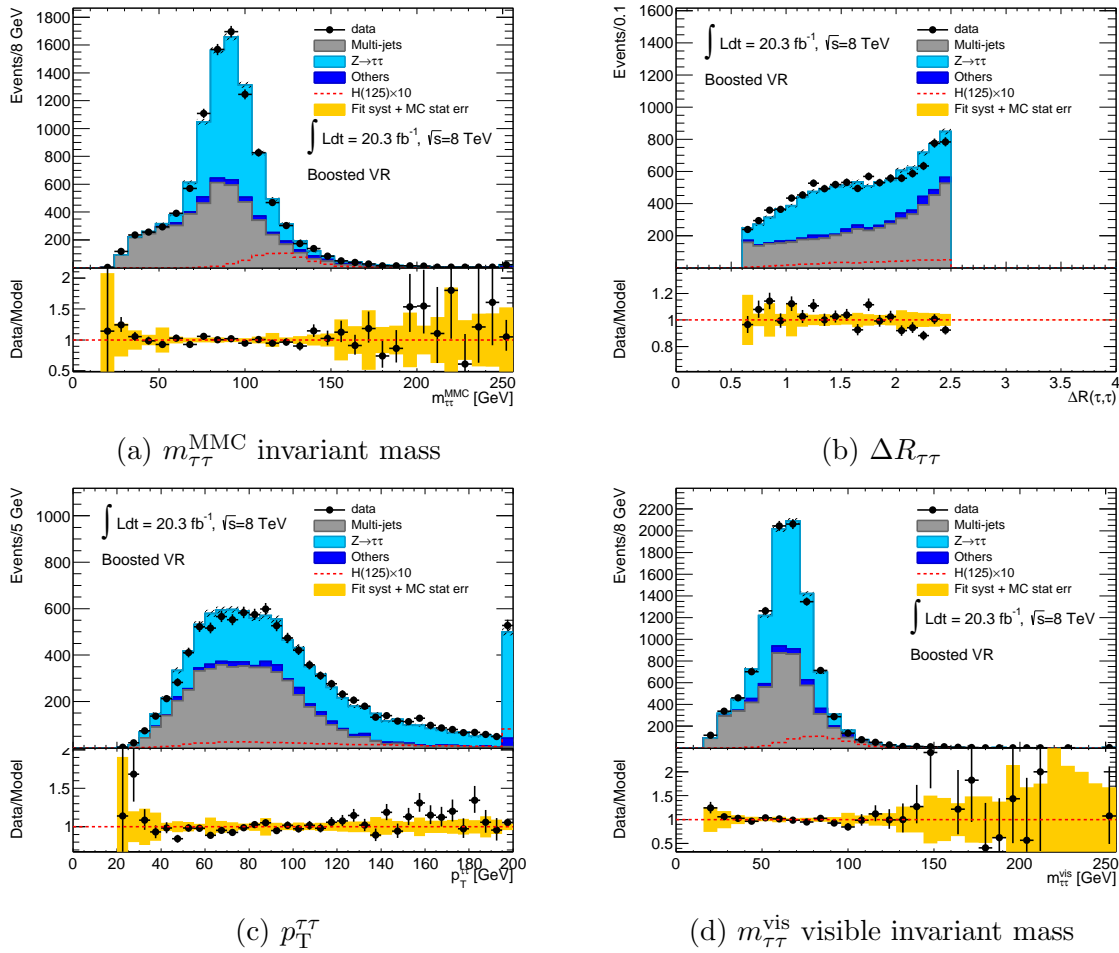 Events/8 GeV
1800
1600
1400
1200
1000
800
600
400
200
data
Multi-jets
Z→ττ
Others
H(125)×10
Fit syst + MC stat err
∫ Ldt = 20.3 fb⁻¹, √s=8 TeV
Boosted VR
Data/Model
2
1.5
1
0.5
0 50 100 150 200 250
m_ττ^MMC [GeV]
(a) m_ττ^MMC invariant mass
Events/0.1
1600
1400
1200
1000
800
600
400
200
∫ Ldt = 20.3 fb⁻¹, √s=8 TeV
Boosted VR
data
Multi-jets
Z→ττ
Others
H(125)×10
Fit syst + MC stat err
Data/Model
1.2
1
0.8
0 0.5 1 1.5 2 2.5 3 3.5 4
ΔR(τ,τ)
(b) ΔR_ττ
Events/5 GeV
1000
800
600
400
200
∫ Ldt = 20.3 fb⁻¹, √s=8 TeV
Boosted VR
data
Multi-jets
Z→ττ
Others
H(125)×10
Fit syst + MC stat err
Data/Model
2
1.5
1
0 20 40 60 80 100 120 140 160 180 200
p_T^ττ [GeV]
(c) p_T^ττ
Events/8 GeV
2200
2000
1800
1600
1400
1200
1000
800
600
400
200
data
Multi-jets
Z→ττ
Others
H(125)×10
Fit syst + MC stat err
∫ Ldt = 20.3 fb⁻¹, √s=8 TeV
Boosted VR
Data/Model
2
1.5
1
0.5
0 50 100 150 200 250
m_ττ^vis [GeV]
(d) m_ττ^vis visible invariant mass